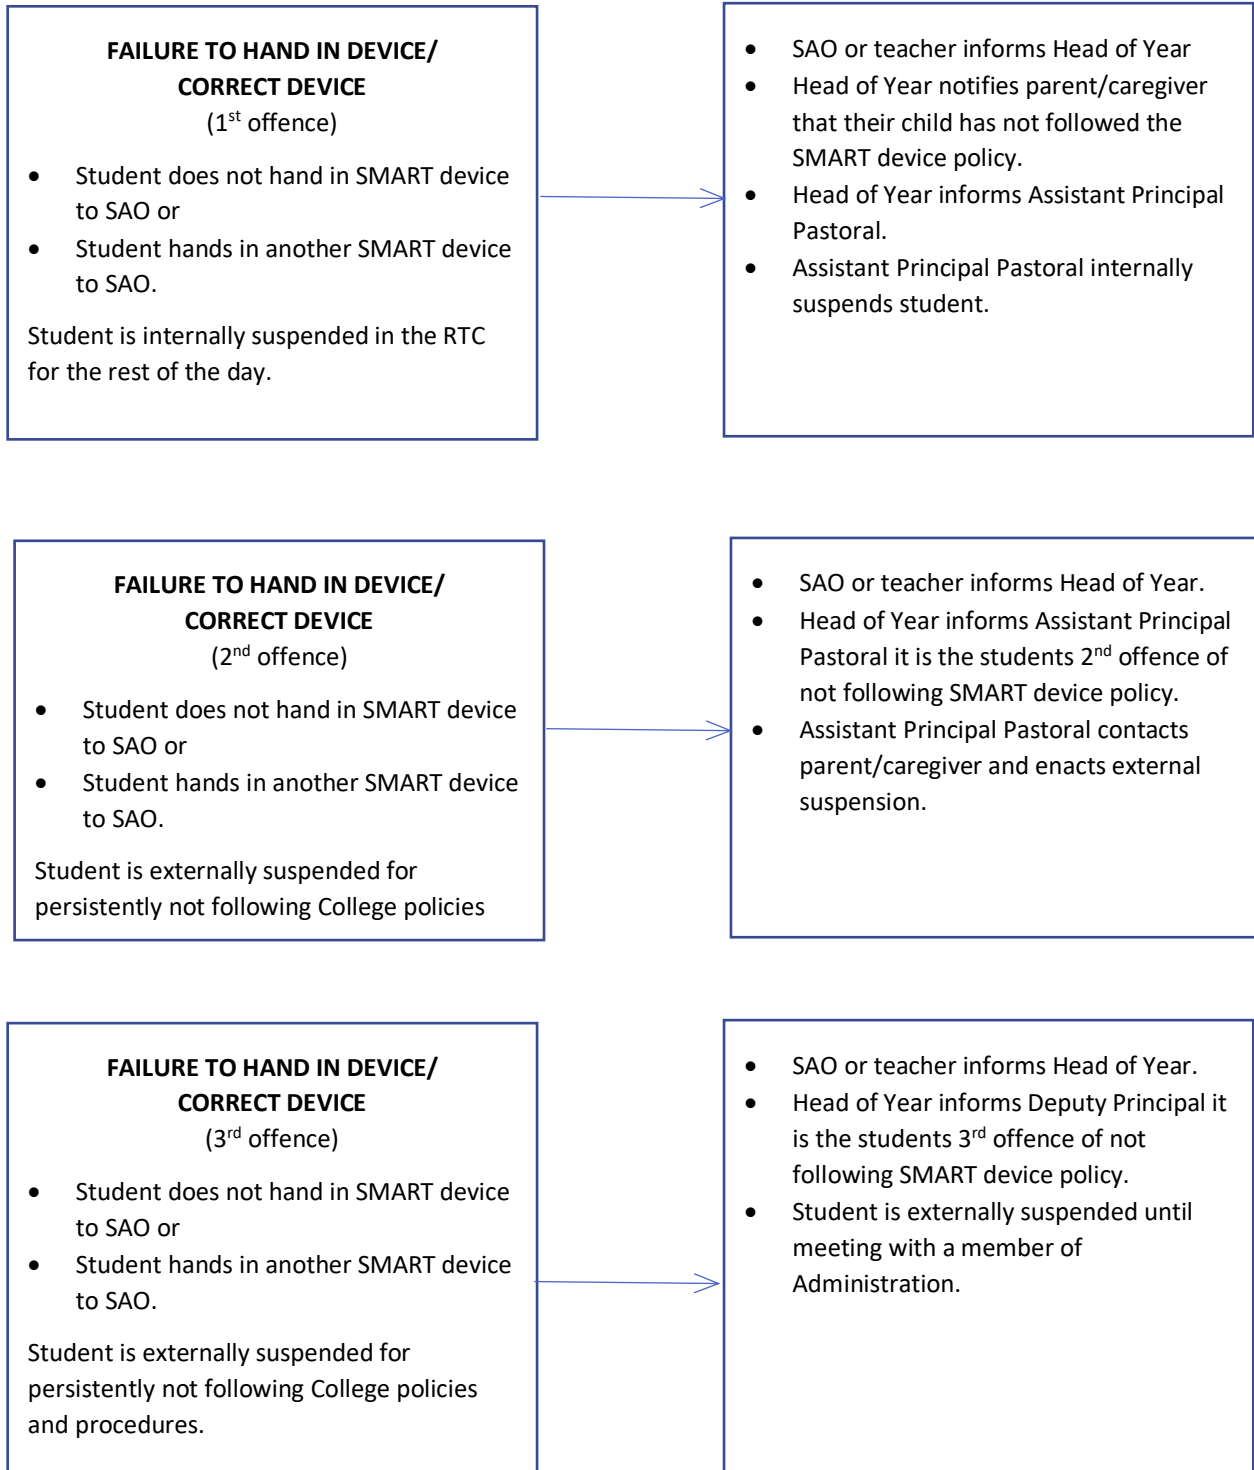 FAILURE TO HAND IN DEVICE/
CORRECT DEVICE
(1st offence)
• Student does not hand in SMART device
to SAO or
• Student hands in another SMART device
to SAO.
Student is internally suspended in the RTC
for the rest of the day.
• SAO or teacher informs Head of Year
• Head of Year notifies parent/caregiver
that their child has not followed the
SMART device policy.
• Head of Year informs Assistant Principal
Pastoral.
• Assistant Principal Pastoral internally
suspends student.
FAILURE TO HAND IN DEVICE/
CORRECT DEVICE
(2nd offence)
• Student does not hand in SMART device
to SAO or
• Student hands in another SMART device
to SAO.
Student is externally suspended for
persistently not following College policies
• SAO or teacher informs Head of Year.
• Head of Year informs Assistant Principal
Pastoral it is the students 2nd offence of
not following SMART device policy.
• Assistant Principal Pastoral contacts
parent/caregiver and enacts external
suspension.
FAILURE TO HAND IN DEVICE/
CORRECT DEVICE
(3rd offence)
• Student does not hand in SMART device
to SAO or
• Student hands in another SMART device
to SAO.
Student is externally suspended for
persistently not following College policies
and procedures.
• SAO or teacher informs Head of Year.
• Head of Year informs Deputy Principal it
is the students 3rd offence of not
following SMART device policy.
• Student is externally suspended until
meeting with a member of
Administration.